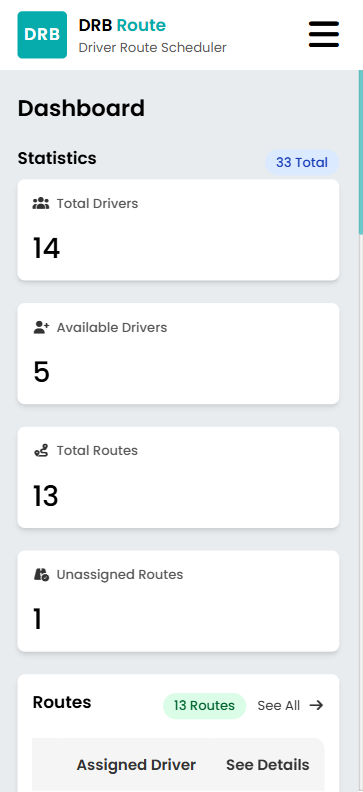 DRB
DRB Route
Driver Route Scheduler
Dashboard
Statistics
33 Total
Total Drivers
14
Available Drivers
5
Total Routes
13
Unassigned Routes
1
Routes
13 Routes
See All
Assigned Driver
See Details